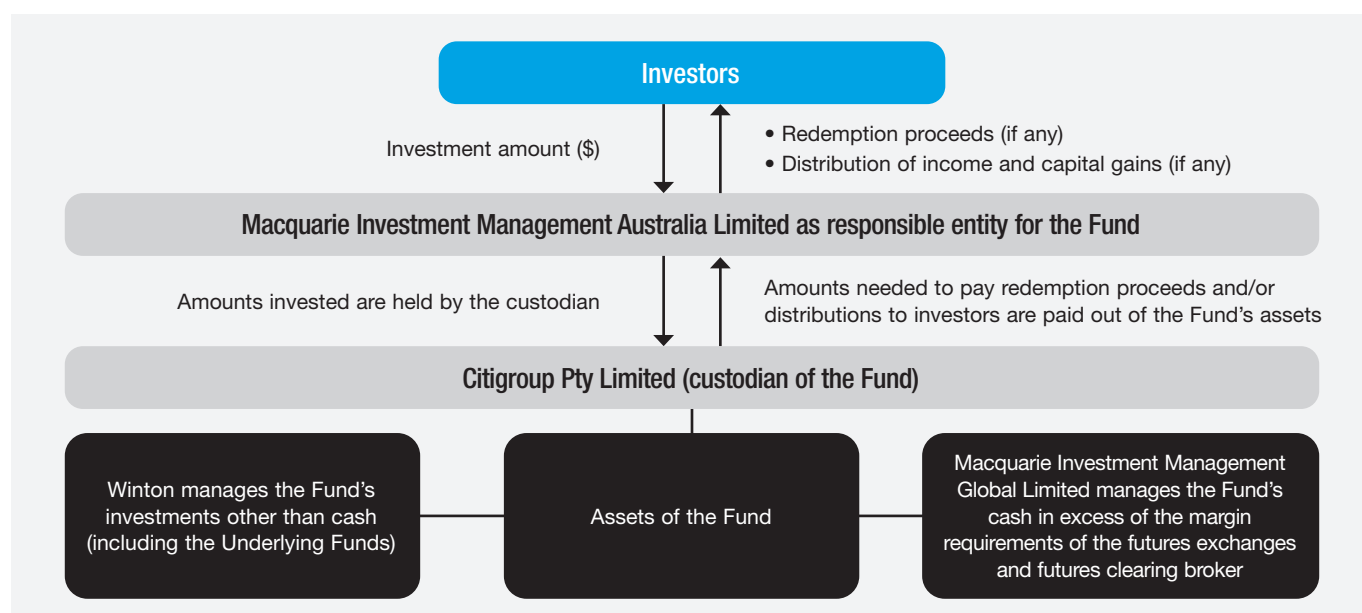 Investors
Investment amount ($)
• Redemption proceeds (if any)
• Distribution of income and capital gains (if any)
Macquarie Investment Management Australia Limited as responsible entity for the Fund
Amounts invested are held by the custodian
Amounts needed to pay redemption proceeds and/or
distributions to investors are paid out of the Fund's assets
Citigroup Pty Limited (custodian of the Fund)
Winton manages the Fund's
investments other than cash
(including the Underlying Funds)
Assets of the Fund
Macquarie Investment Management
Global Limited manages the Fund's
cash in excess of the margin
requirements of the futures exchanges
and futures clearing broker